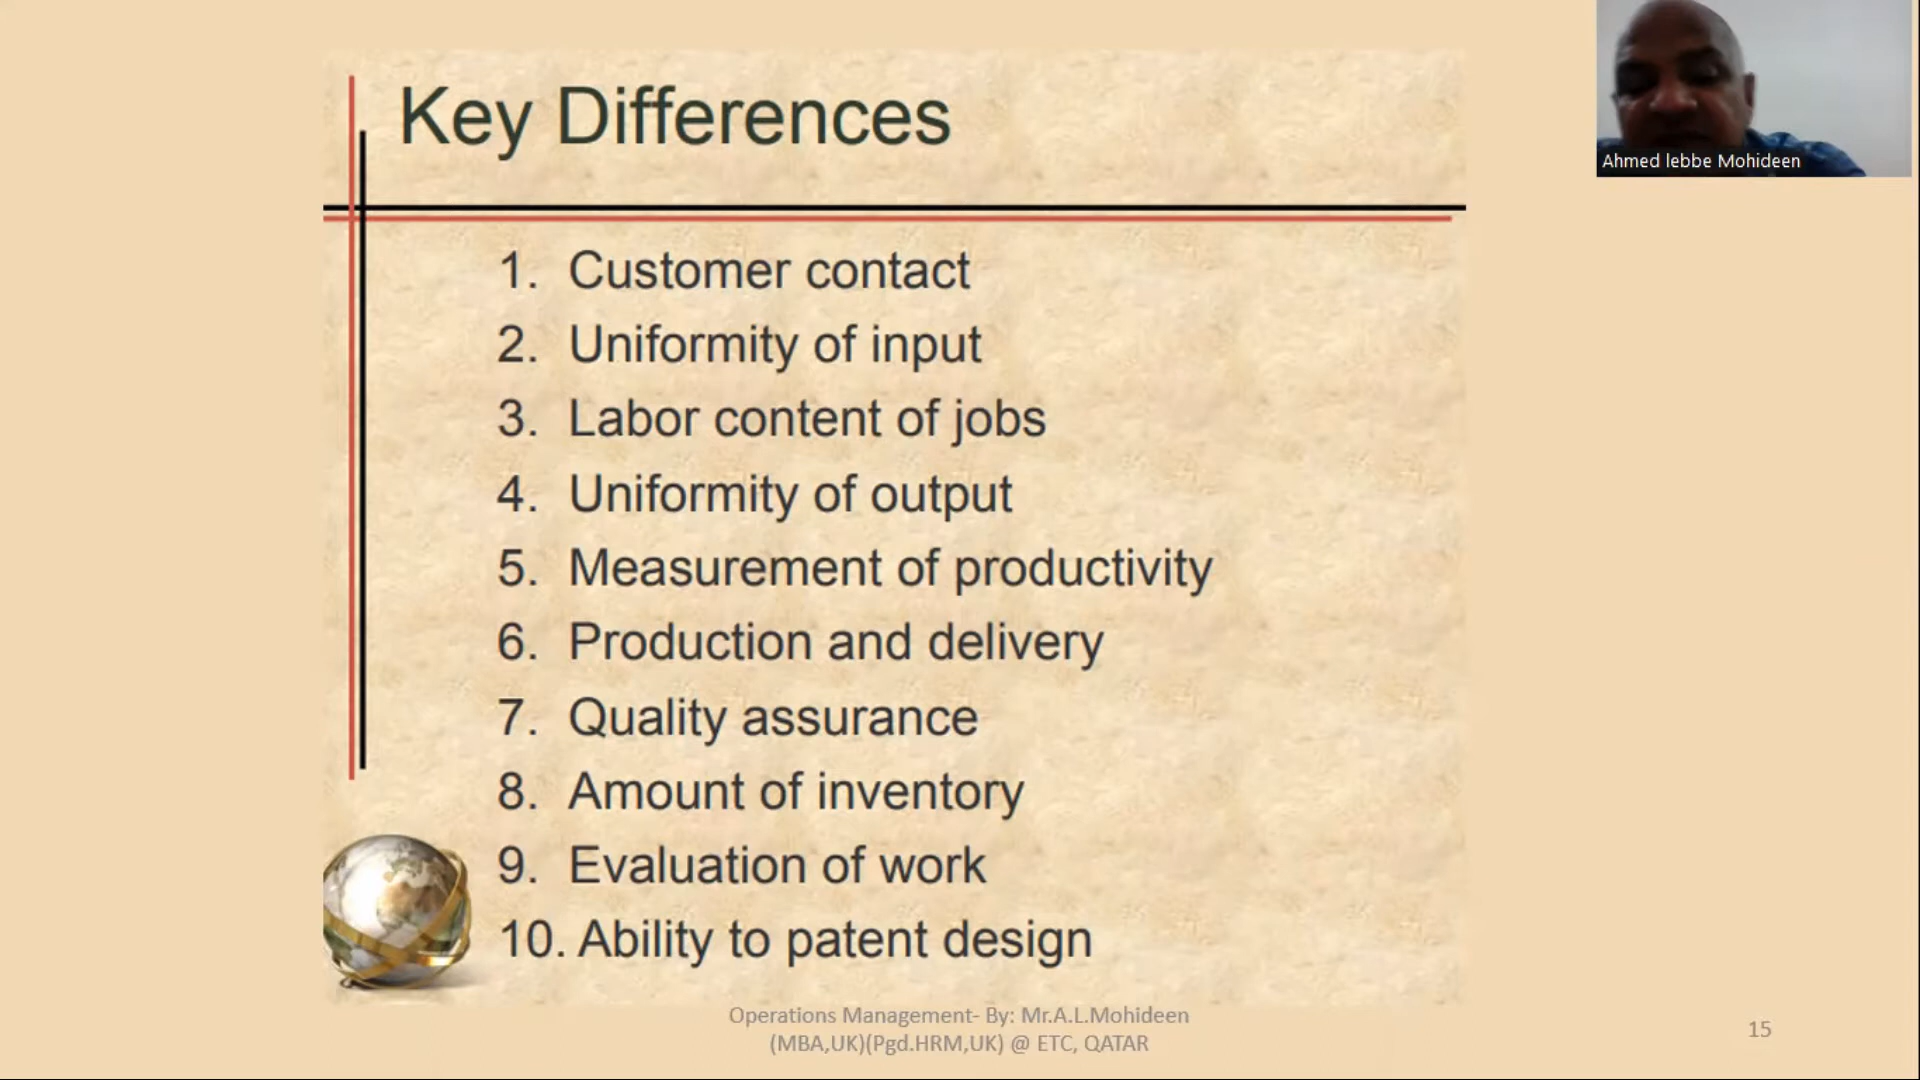 Key Differences
Ahmed lebbe Mohideen
1. Customer contact
2. Uniformity of input
3. Labor content of jobs
4. Uniformity of output
5. Measurement of productivity
6. Production and delivery
7. Quality assurance
8. Amount of inventory
9. Evaluation of work
10. Ability to patent design
Operations Management- By: Mr.A.L.Mohideen
(MBA,UK)(Pgd.HRM,UK) @ ETC, QATAR
15